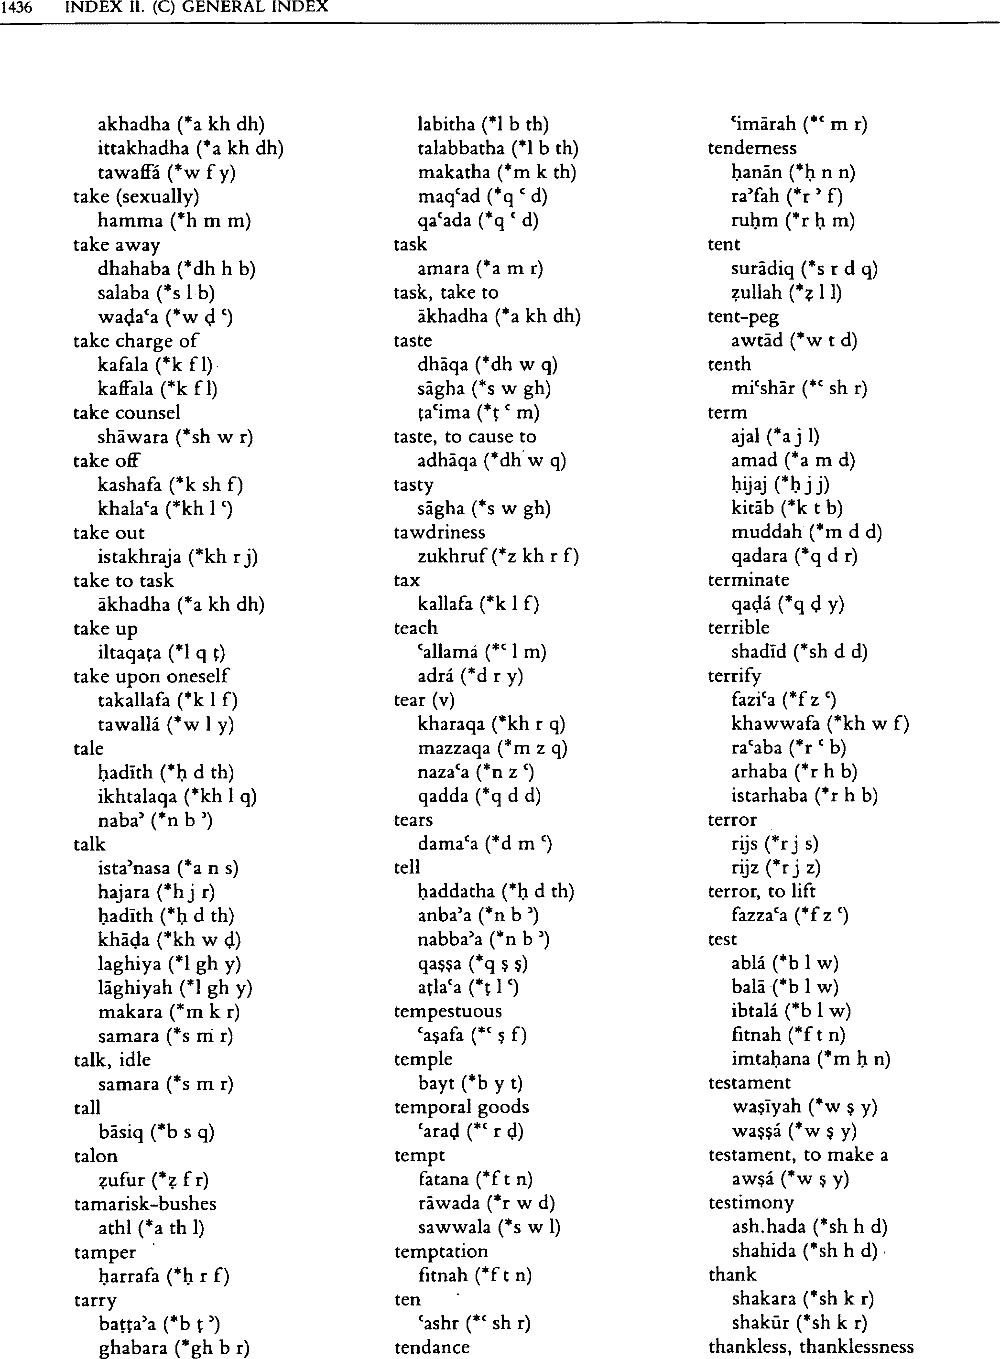 1436 INDEX II. (C) GENERAL INDEX
akhadha (*a kh dh)
ittakhadha (*a kh dh)
tawaffá (*w f y)
take (sexually)
hamma (*h m m)
take away
dhahaba (*dh h b)
salaba (*s l b)
waḍaʿa (*w ḍ ʿ)
take charge of
kafala (*k f l)
kaffala (*k f l)
take counsel
shāwara (*sh w r)
take off
kashafa (*k sh f)
khalaʿa (*kh l ʿ)
take out
istakhraja (*kh r j)
take to task
ākhadha (*a kh dh)
take up
iltaqaṭa (*l q ṭ)
take upon oneself
takallafa (*k l f)
tawallá (*w l y)
tale
ḥadīth (*ḥ d th)
ikhtalaqa (*kh l q)
nabaʾ (*n b ʾ)
talk
istaʾnasa (*a n s)
hajara (*h j r)
ḥadīth (*ḥ d th)
khāḍa (*kh w ḍ)
laghiya (*l gh y)
lāghiyah (*l gh y)
makara (*m k r)
samara (*s m r)
talk, idle
samara (*s m r)
tall
bāsiq (*b s q)
talon
ẓufur (*ẓ f r)
tamarisk-bushes
athl (*a th l)
tamper
ḥarrafa (*ḥ r f)
tarry
baṭṭaʾa (*b ṭ ʾ)
ghabara (*gh b r)
labitha (*l b th)
talabbatha (*l b th)
makatha (*m k th)
maqʿad (*q ʿ d)
qaʿada (*q ʿ d)
task
amara (*a m r)
task, take to
ākhadha (*a kh dh)
taste
dhāqa (*dh w q)
sāgha (*s w gh)
ṭaʿima (*ṭ ʿ m)
taste, to cause to
adhāqa (*dh w q)
tasty
sāgha (*s w gh)
tawdriness
zukhruf (*z kh r f)
tax
kallafa (*k l f)
teach
ʿallamá (*ʿ l m)
adrá (*d r y)
tear (v)
kharaqa (*kh r q)
mazzaqa (*m z q)
nazaʿa (*n z ʿ)
qadda (*q d d)
tears
damaʿa (*d m ʿ)
tell
ḥaddatha (*ḥ d th)
anbaʾa (*n b ʾ)
nabbaʾa (*n b ʾ)
qaṣṣa (*q ṣ ṣ)
aṭlaʿa (*ṭ l ʿ)
tempestuous
ʿaṣafa (*ʿ ṣ f)
temple
bayt (*b y t)
temporal goods
ʿaraḍ (*ʿ r ḍ)
tempt
fatana (*f t n)
rāwada (*r w d)
sawwala (*s w l)
temptation
fitnah (*f t n)
ten
ʿashr (*ʿ sh r)
tendance
ʿimārah (*ʿ m r)
tenderness
ḥanān (*ḥ n n)
raʾfah (*r ʾ f)
ruḥm (*r ḥ m)
tent
surādiq (*s r d q)
ẓullah (*ẓ l l)
tent-peg
awtād (*w t d)
tenth
miʿshār (*ʿ sh r)
term
ajal (*a j l)
amad (*a m d)
ḥijaj (*ḥ j j)
kitāb (*k t b)
muddah (*m d d)
qadara (*q d r)
terminate
qaḍá (*q ḍ y)
terrible
shadīd (*sh d d)
terrify
faziʿa (*f z ʿ)
khawwafa (*kh w f)
raʿaba (*r ʿ b)
arhaba (*r h b)
istarhaba (*r h b)
terror
rijs (*r j s)
rijz (*r j z)
terror, to lift
fazzaʿa (*f z ʿ)
test
ablá (*b l w)
balā (*b l w)
ibtalá (*b l w)
fitnah (*f t n)
imtaḥana (*m ḥ n)
testament
waṣīyah (*w ṣ y)
waṣṣá (*w ṣ y)
testament, to make a
awṣá (*w ṣ y)
testimony
ash.hada (*sh h d)
shahida (*sh h d)
thank
shakara (*sh k r)
shakūr (*sh k r)
thankless, thanklessness